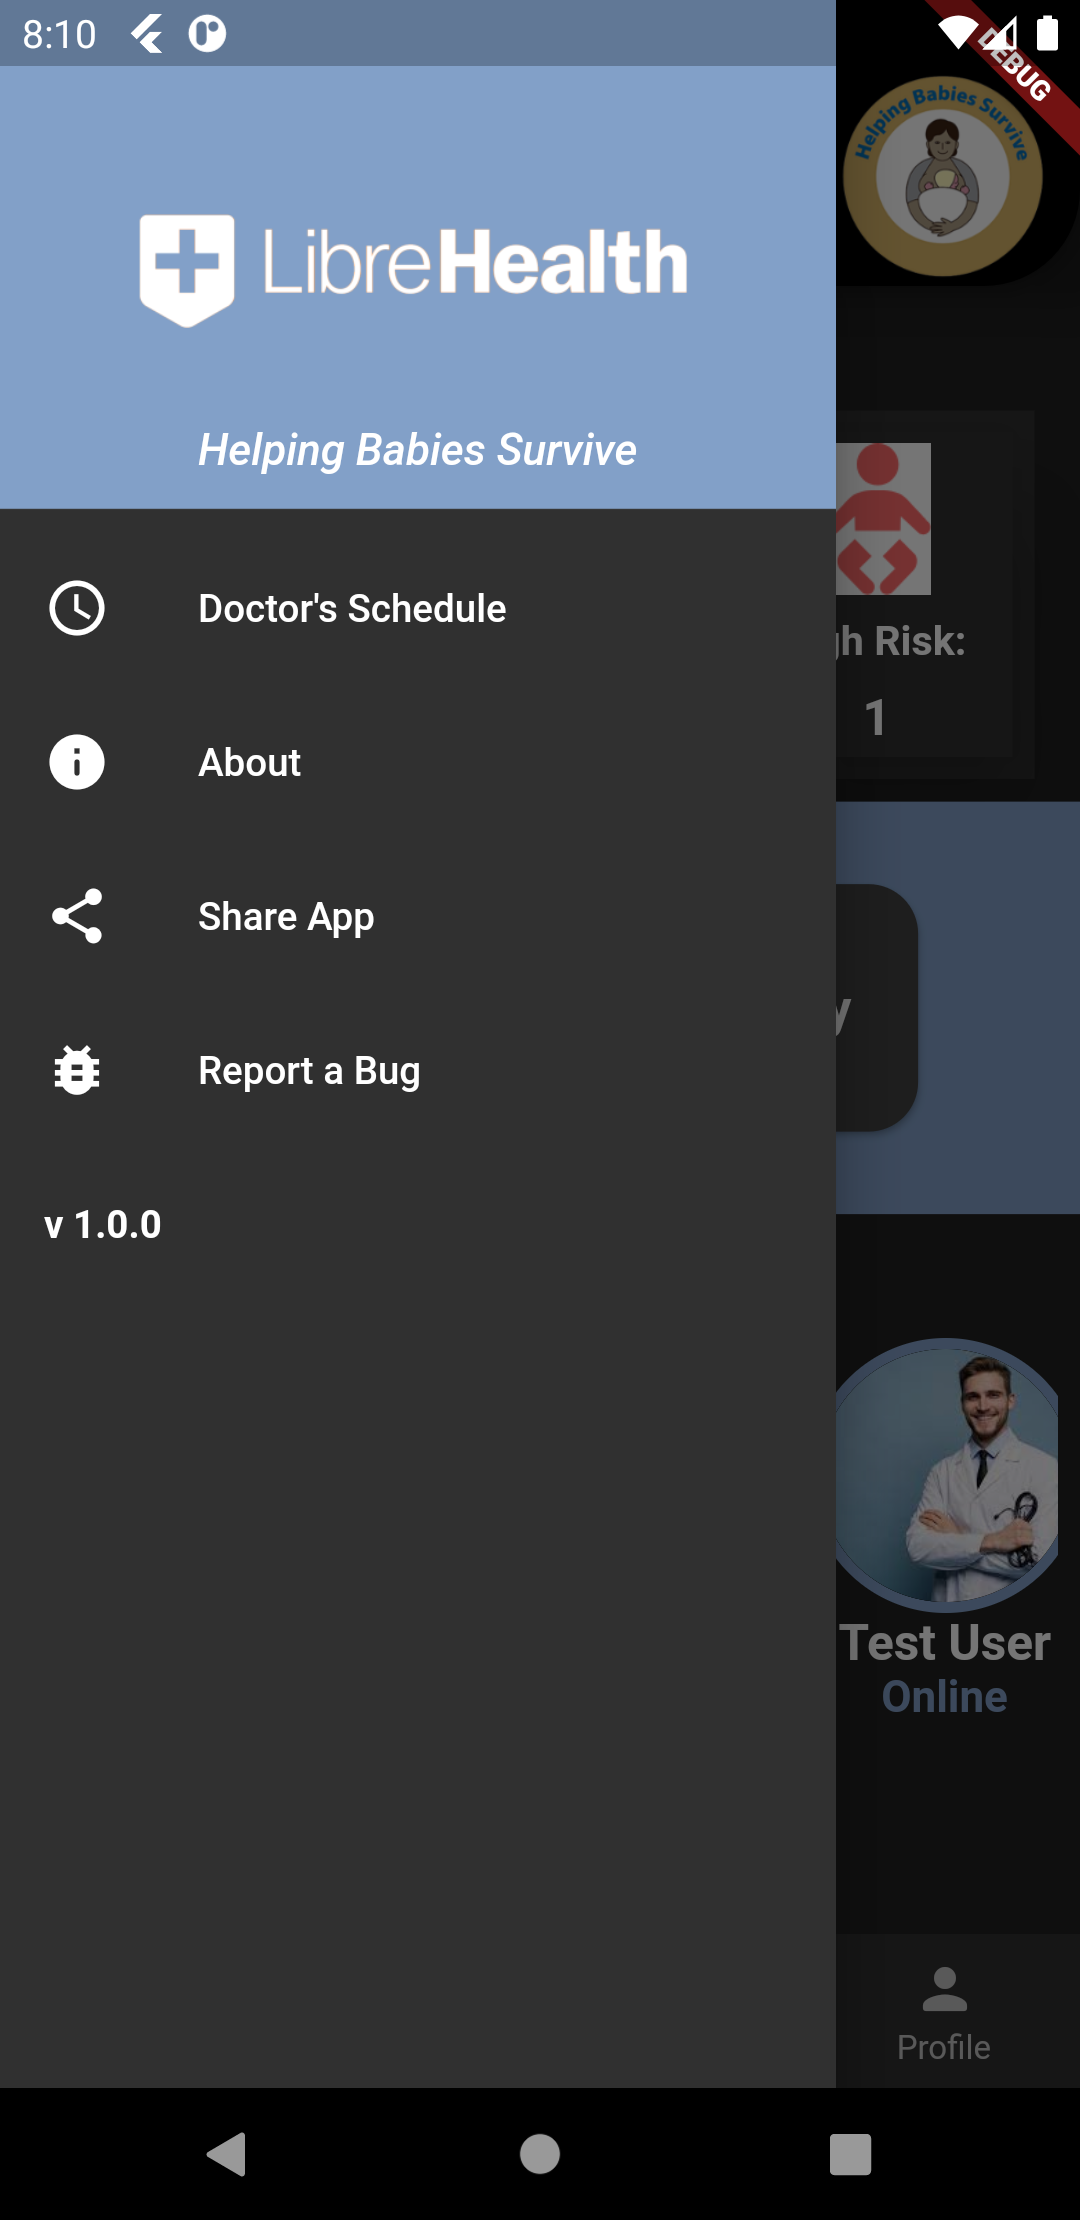 8:10
DEBUG
Helping Babies Survive
LibreHealth
Helping Babies Survive
Doctor's Schedule
gh Risk:
1
About
Share App
y
Report a Bug
v 1.0.0
Test User
Online
Profile